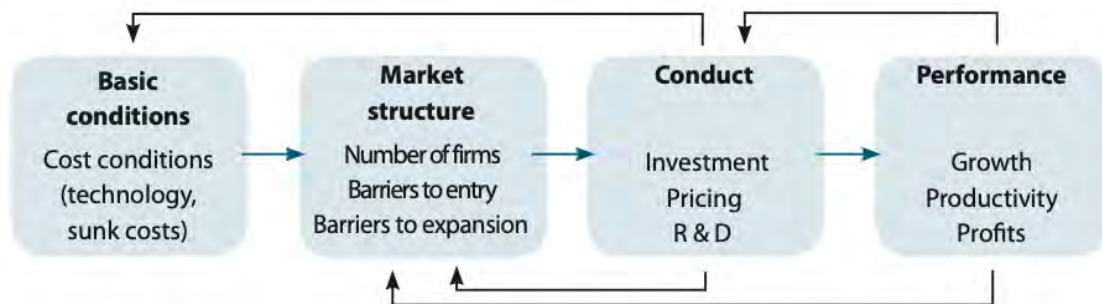 Basic
conditions
Cost conditions
(technology,
sunk costs)
Market
structure
Number of firms
Barriers to entry
Barriers to expansion
Conduct
Investment
Pricing
R & D
Performance
Growth
Productivity
Profits